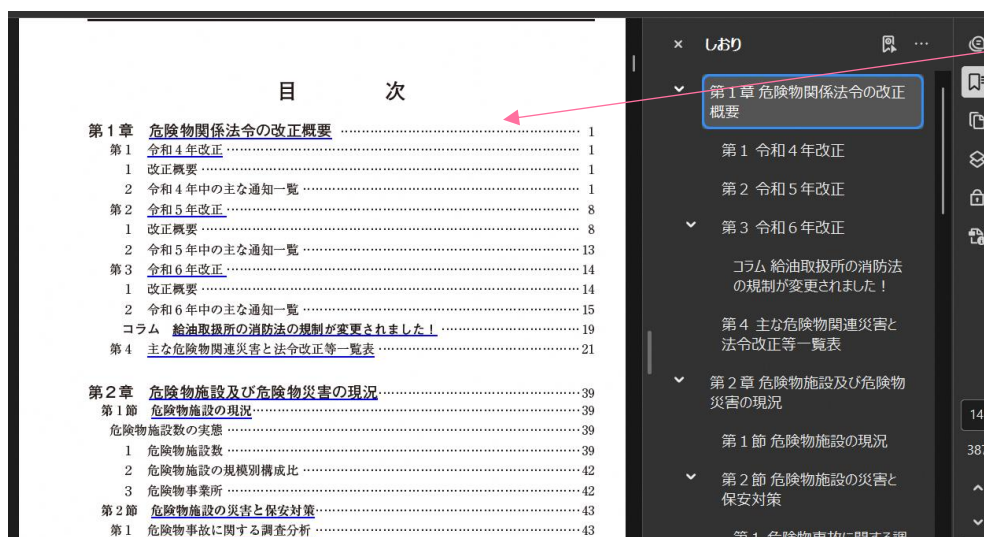 目 次
第1章 危険物関係法令の改正概要 …………………………………… 1
第1 令和4年改正 …………………………………… 1
1 改正概要 …………………………………… 1
2 令和4年中の主な通知一覧 …………………………………… 1
第2 令和5年改正 …………………………………… 8
1 改正概要 …………………………………… 8
2 令和5年中の主な通知一覧 …………………………………… 13
第3 令和6年改正 …………………………………… 14
1 改正概要 …………………………………… 14
2 令和6年中の主な通知一覧 …………………………………… 15
コラム 給油取扱所の消防法の規制が変更されました! …………………… 19
第4 主な危険物関連災害と法令改正等一覧表 …………………………… 21
第2章 危険物施設及び危険物災害の現況 …………………………… 39
第1節 危険物施設の現況 …………………………………… 39
危険物施設数の実態 …………………………………… 39
1 危険物施設数 …………………………………… 39
2 危険物施設の規模別構成比 …………………………………… 42
3 危険物事業所 …………………………………… 42
第2節 危険物施設の災害と保安対策 …………………………………… 43
第1 危険物事故に関する調査分析 …………………………………… 43
× しおり …
第1章 危険物関係法令の改正
概要
第1 令和4年改正
第2 令和5年改正
第3 令和6年改正
コラム 給油取扱所の消防法
の規制が変更されました!
第4 主な危険物関連災害と
法令改正等一覧表
第2章 危険物施設及び危険物
災害の現況
第1節 危険物施設の現況
第2節 危険物施設の災害と
保安対策
第1 危険物事故に関する調
14
387